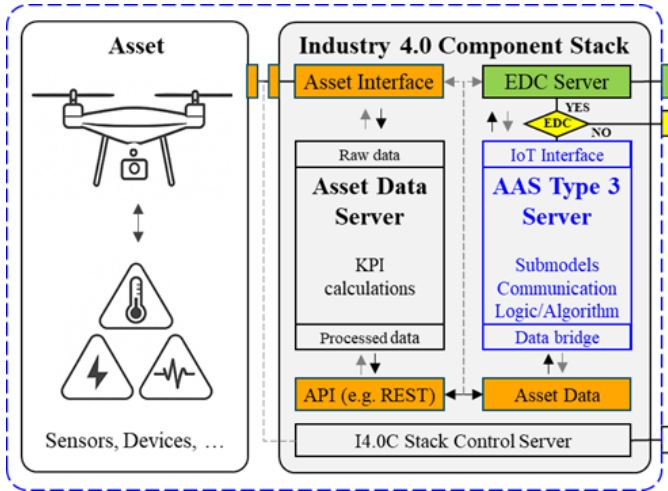 Asset
Sensors, Devices, …
Industry 4.0 Component Stack
Asset Interface
Raw data
Asset Data
Server
KPI
calculations
Processed data
API (e.g. REST)
EDC Server
YES
EDC
NO
IoT Interface
AAS Type 3
Server
Submodels
Communication
Logic/Algorithm
Data bridge
Asset Data
I4.0C Stack Control Server